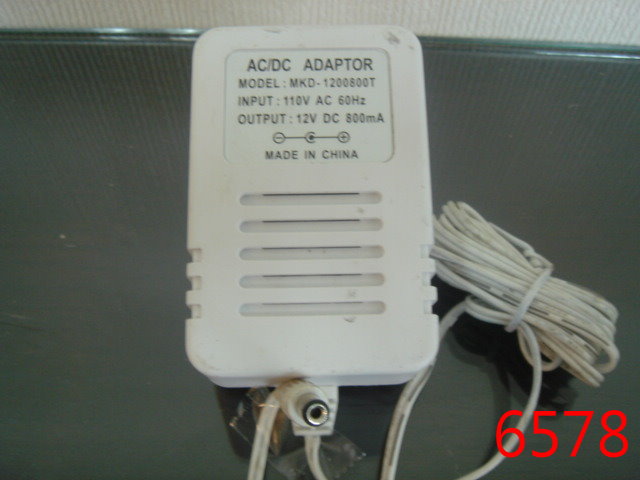 AC/DC ADAPTOR
MODEL : MKD-1200800T
INPUT : 110V AC 60Hz
OUTPUT : 12V DC 800mA
MADE IN CHINA
6578